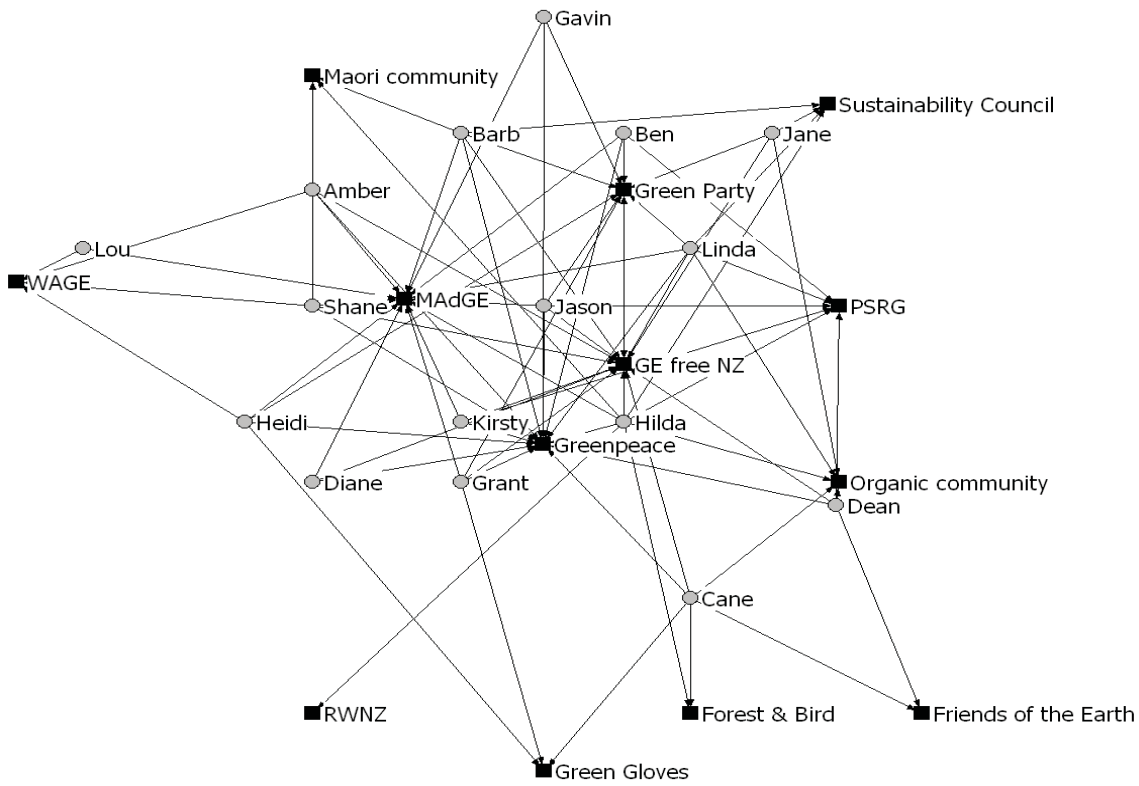 Gavin
Maori community
Sustainability Council
Barb
Ben
Jane
Amber
Green Party
Lou
Linda
WAGE
Shane
MAdGE
Jason
PSRG
GE free NZ
Heidi
Kirsty
Hilda
Greenpeace
Diane
Grant
Organic community
Dean
Cane
RWNZ
Forest & Bird
Friends of the Earth
Green Gloves